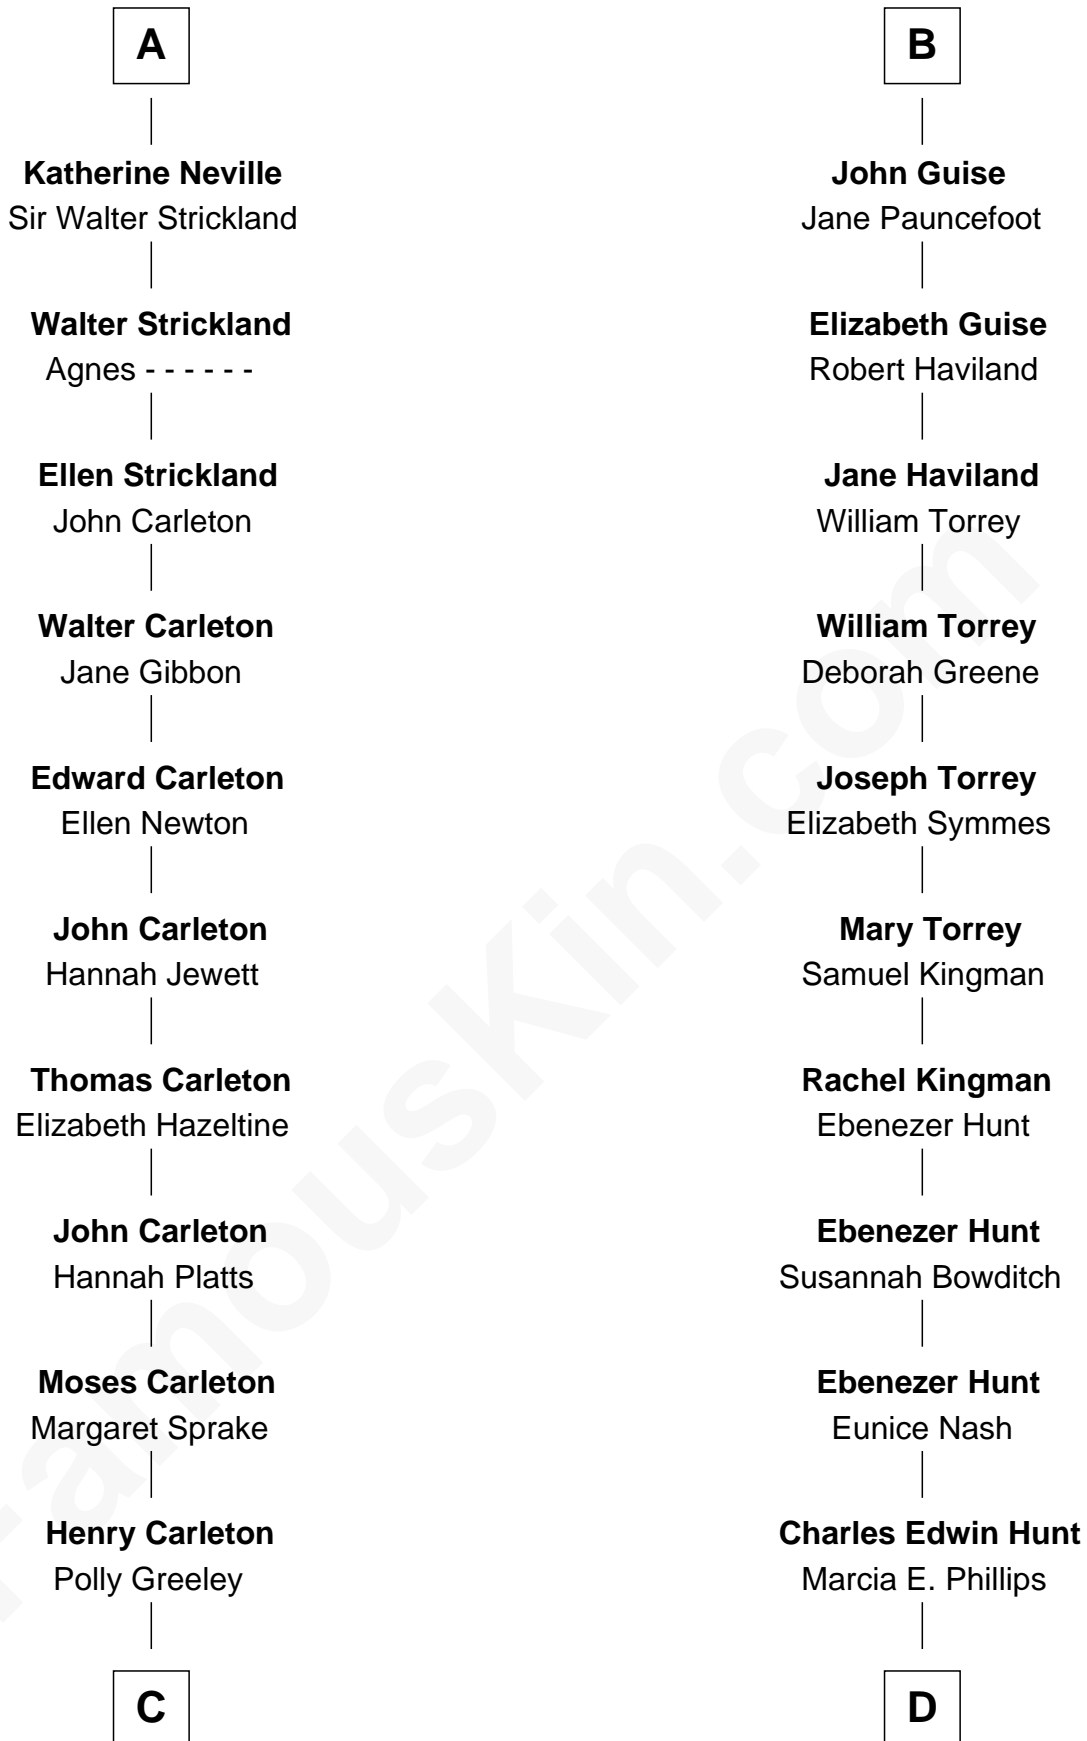 A
Katherine Neville
Sir Walter Strickland
Walter Strickland
Agnes - - - - - -
Ellen Strickland
John Carleton
Walter Carleton
Jane Gibbon
Edward Carleton
Ellen Newton
John Carleton
Hannah Jewett
Thomas Carleton
Elizabeth Hazeltine
John Carleton
Hannah Platts
Moses Carleton
Margaret Sprake
Henry Carleton
Polly Greeley
C
B
John Guise
Jane Pauncefoot
Elizabeth Guise
Robert Haviland
Jane Haviland
William Torrey
William Torrey
Deborah Greene
Joseph Torrey
Elizabeth Symmes
Mary Torrey
Samuel Kingman
Rachel Kingman
Ebenezer Hunt
Ebenezer Hunt
Susannah Bowditch
Ebenezer Hunt
Eunice Nash
Charles Edwin Hunt
Marcia E. Phillips
D
FamousKin.com